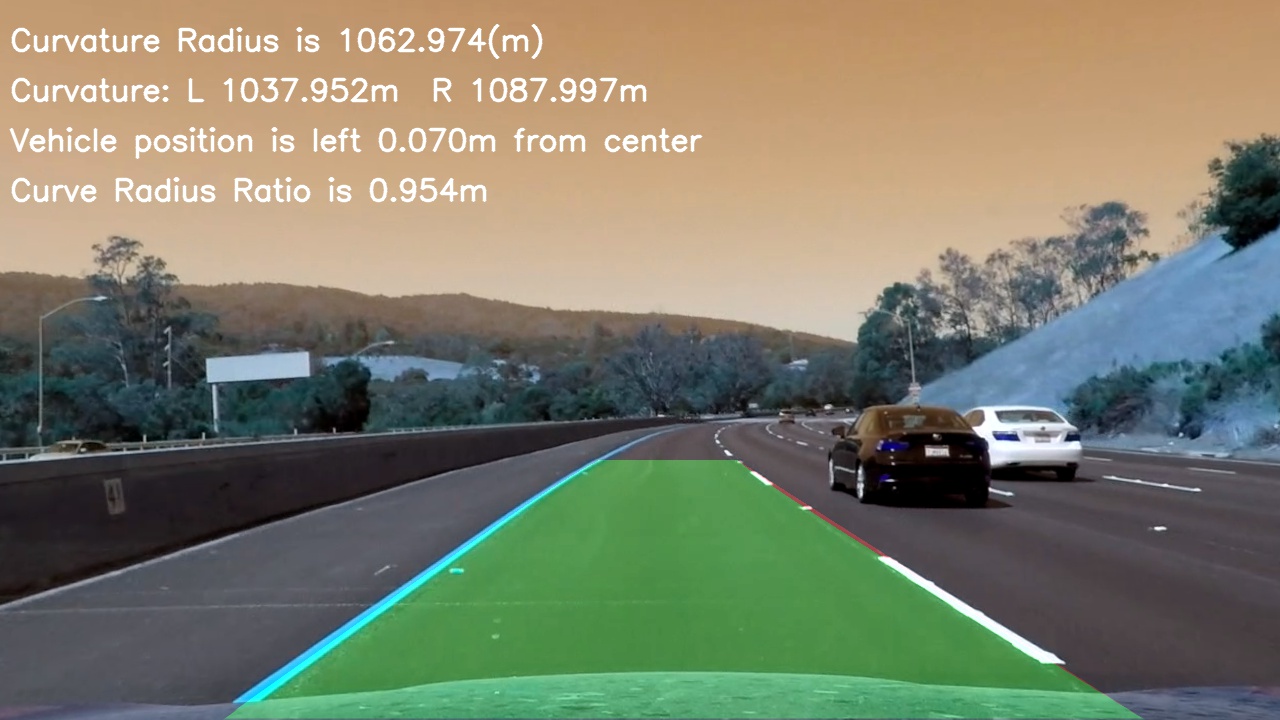 Curvature Radius is 1062.974(m)
Curvature: L 1037.952m R 1087.997m
Vehicle position is left 0.070m from center
Curve Radius Ratio is 0.954m